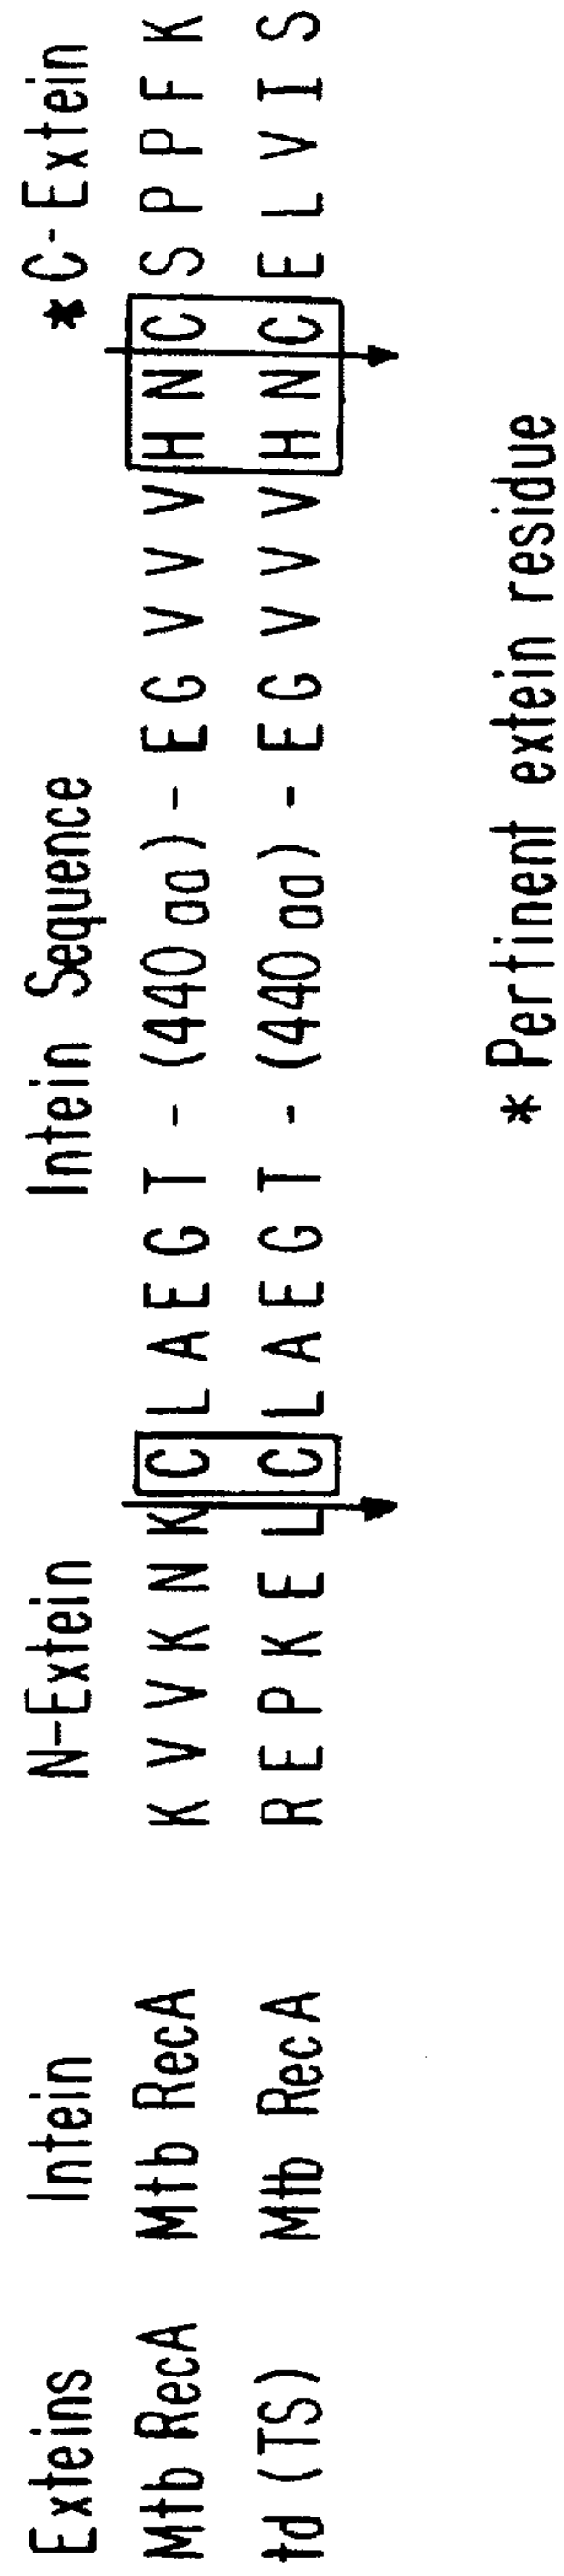 Exteins Intein N-Extein Intein Sequence *C-Extein
Mtb RecA Mtb RecA K V V K N K C L A E G T - (440 aa) - E G V V V H N C S P P F K
td (TS) Mtb RecA R E P K E L C L A E G T - (440 aa) - E G V V V H N C E L V I S
* Pertinent extein residue